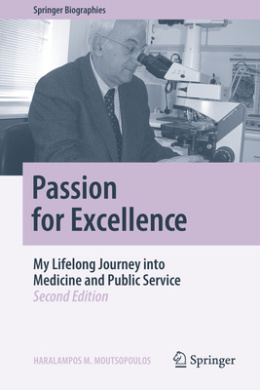 Springer Biographies
Passion
for Excellence
My Lifelong Journey into
Medicine and Public Service
Second Edition
HARALAMPOS M. MOUTSOPOULOS
Springer